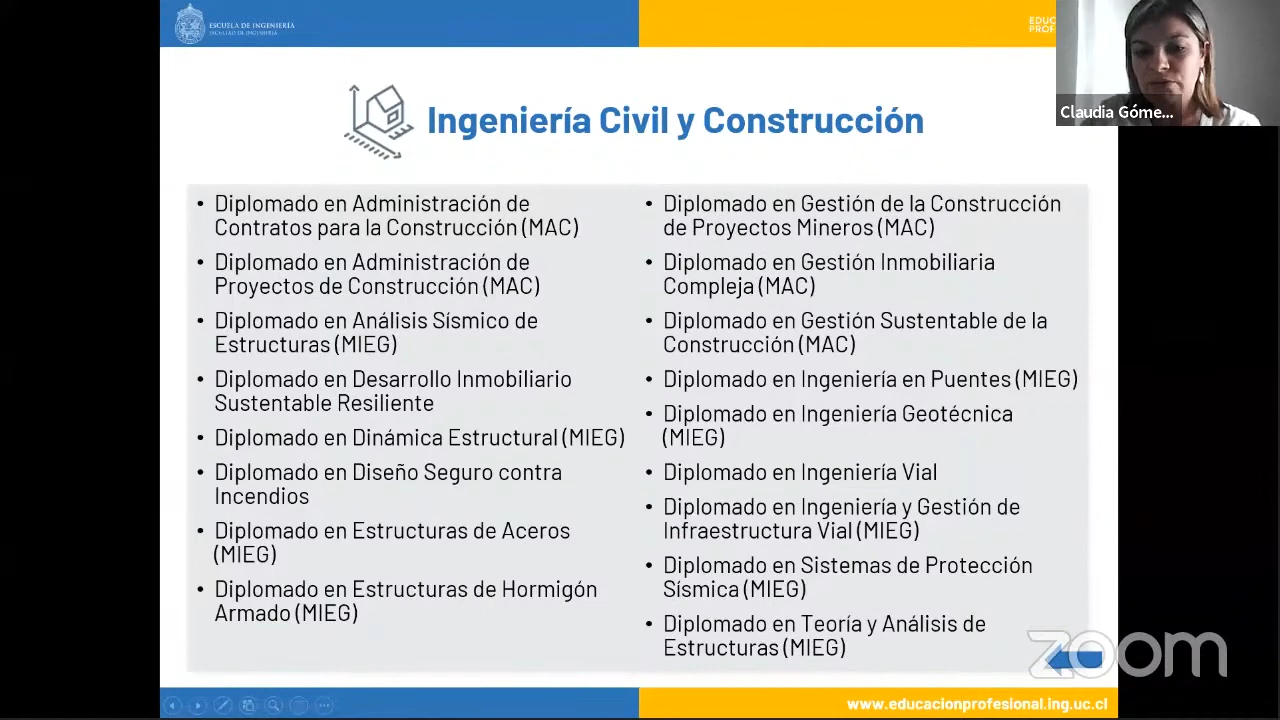 ESCUELA DE INGENIERÍA
FACULTAD DE INGENIERÍA
EDUC
PROF
Claudia Góme...
Ingeniería Civil y Construcción
• Diplomado en Administración de
Contratos para la Construcción (MAC)
• Diplomado en Administración de
Proyectos de Construcción (MAC)
• Diplomado en Análisis Sísmico de
Estructuras (MIEG)
• Diplomado en Desarrollo Inmobiliario
Sustentable Resiliente
• Diplomado en Dinámica Estructural (MIEG)
• Diplomado en Diseño Seguro contra
Incendios
• Diplomado en Estructuras de Aceros
(MIEG)
• Diplomado en Estructuras de Hormigón
Armado (MIEG)
• Diplomado en Gestión de la Construcción
de Proyectos Mineros (MAC)
• Diplomado en Gestión Inmobiliaria
Compleja (MAC)
• Diplomado en Gestión Sustentable de la
Construcción (MAC)
• Diplomado en Ingeniería en Puentes (MIEG)
• Diplomado en Ingeniería Geotécnica
(MIEG)
• Diplomado en Ingeniería Vial
• Diplomado en Ingeniería y Gestión de
Infraestructura Vial (MIEG)
• Diplomado en Sistemas de Protección
Sísmica (MIEG)
• Diplomado en Teoría y Análisis de
Estructuras (MIEG)
zoom
www.educacionprofesional.ing.uc.cl